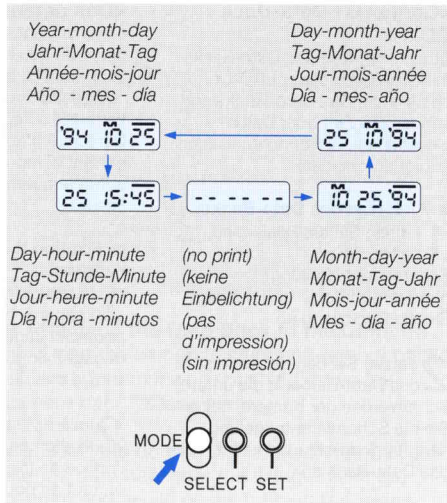 Year-month-day
Jahr-Monat-Tag
Année-mois-jour
Año - mes - día
Day-month-year
Tag-Monat-Jahr
Jour-mois-année
Día - mes- año
'94 M 10 25
25 M 10 '94
25 15:45
-- -- --
M 10 25 '94
Day-hour-minute
Tag-Stunde-Minute
Jour-heure-minute
Día -hora -minutos
(no print)
(keine
Einbelichtung)
(pas
d'impression)
(sin impresión)
Month-day-year
Monat-Tag-Jahr
Mois-jour-année
Mes - día - año
MODE
SELECT SET